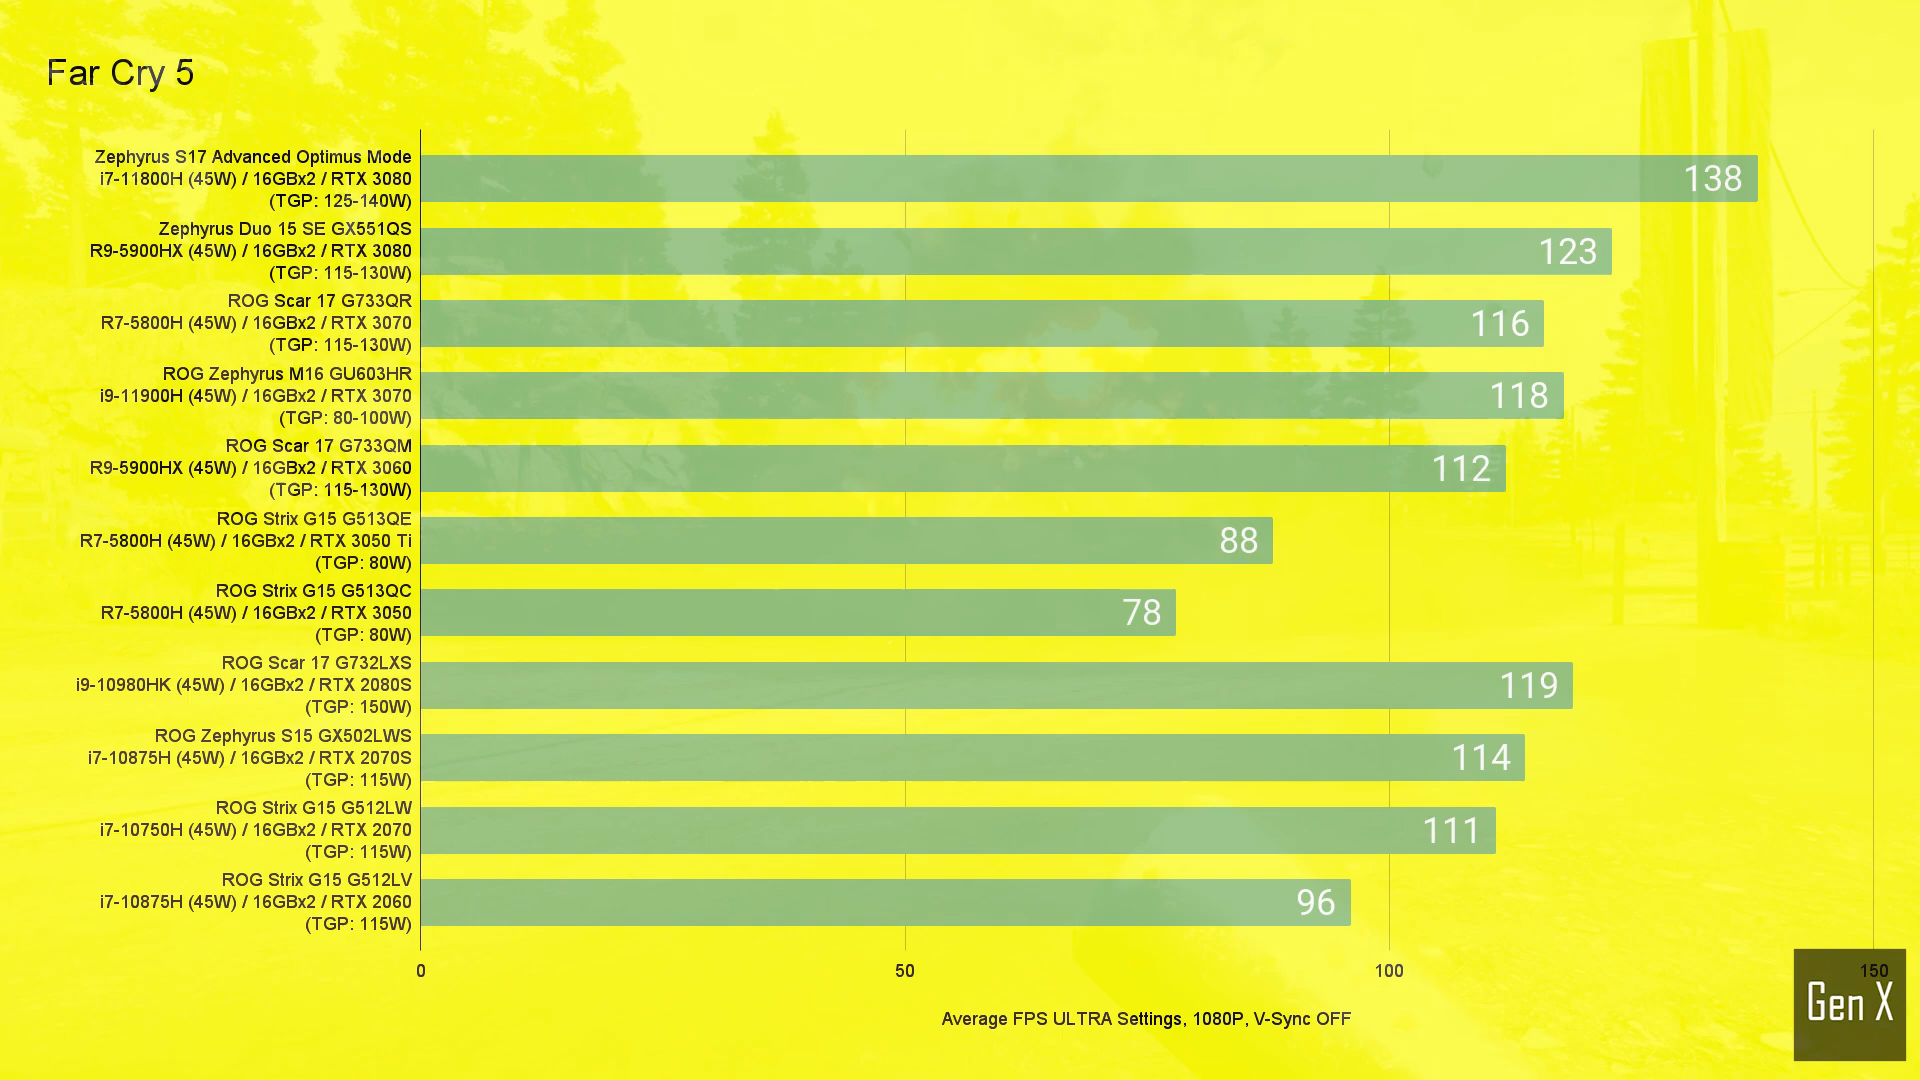 Far Cry 5
Zephyrus S17 Advanced Optimus Mode
i7-11800H (45W) / 16GBx2 / RTX 3080
(TGP: 125-140W)
138
Zephyrus Duo 15 SE GX551QS
R9-5900HX (45W) / 16GBx2 / RTX 3080
(TGP: 115-130W)
123
ROG Scar 17 G733QR
R7-5800H (45W) / 16GBx2 / RTX 3070
(TGP: 115-130W)
116
ROG Zephyrus M16 GU603HR
i9-11900H (45W) / 16GBx2 / RTX 3070
(TGP: 80-100W)
118
ROG Scar 17 G733QM
R9-5900HX (45W) / 16GBx2 / RTX 3060
(TGP: 115-130W)
112
ROG Strix G15 G513QE
R7-5800H (45W) / 16GBx2 / RTX 3050 Ti
(TGP: 80W)
88
ROG Strix G15 G513QC
R7-5800H (45W) / 16GBx2 / RTX 3050
(TGP: 80W)
78
ROG Scar 17 G732LXS
i9-10980HK (45W) / 16GBx2 / RTX 2080S
(TGP: 150W)
119
ROG Zephyrus S15 GX502LWS
i7-10875H (45W) / 16GBx2 / RTX 2070S
(TGP: 115W)
114
ROG Strix G15 G512LW
i7-10750H (45W) / 16GBx2 / RTX 2070
(TGP: 115W)
111
ROG Strix G15 G512LV
i7-10875H (45W) / 16GBx2 / RTX 2060
(TGP: 115W)
96
0 50 100 150
Average FPS ULTRA Settings, 1080P, V-Sync OFF
Gen X